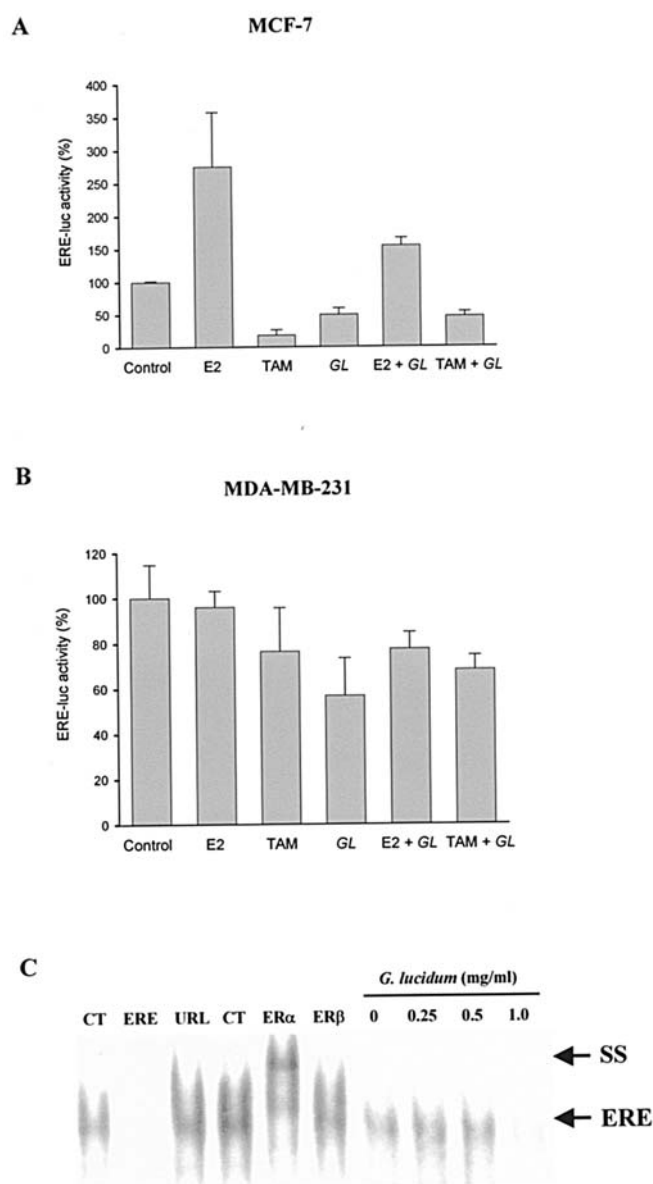 A
MCF-7
ERE-luc activity (%)
400
350
300
250
200
150
100
50
0
Control E2 TAM GL E2 + GL TAM + GL
B
MDA-MB-231
ERE-luc activity (%)
120
100
80
60
40
20
0
Control E2 TAM GL E2 + GL TAM + GL
C
G. lucidum (mg/ml)
CT ERE URL CT ERα ERβ 0 0.25 0.5 1.0
SS
ERE